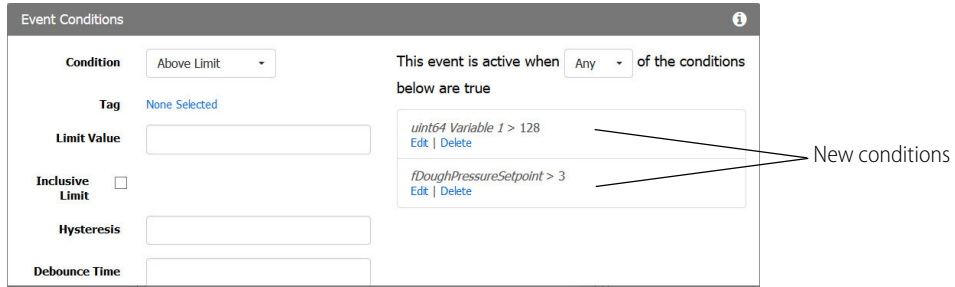 Event Conditions
Condition
Above Limit
Tag
None Selected
Limit Value
Inclusive
Limit
Hysteresis
Debounce Time
This event is active when Any of the conditions
below are true
uint64 Variable 1 > 128
Edit | Delete
fDoughPressureSetpoint > 3
Edit | Delete
New conditions